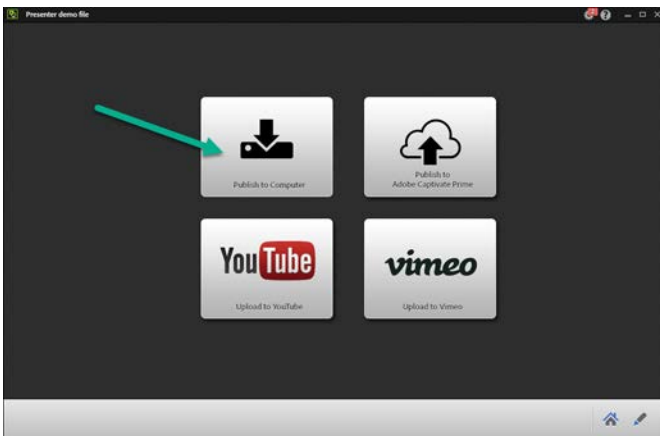 Presenter demo file
Publish to Computer
Publish to
Adobe Captivate Prime
YouTube
Upload to YouTube
vimeo
Upload to Vimeo